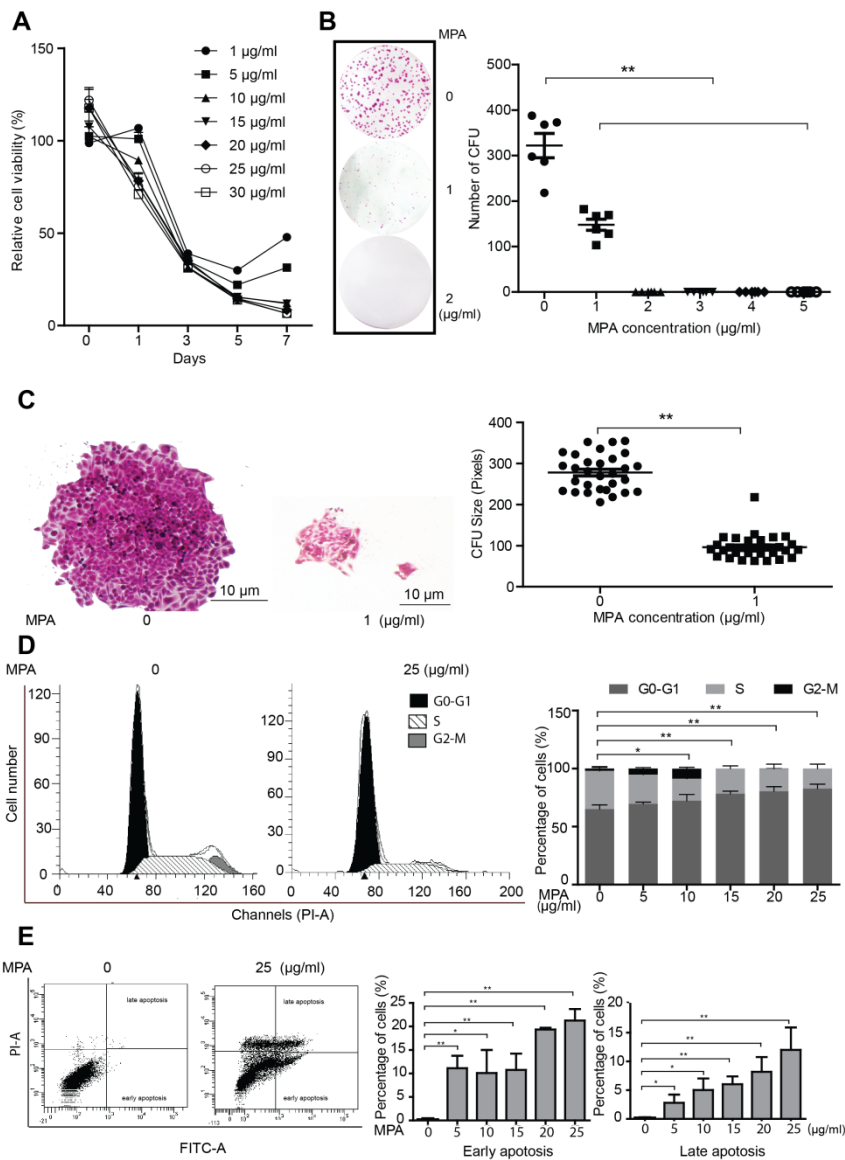 A
150
100
50
0
Relative cell viability (%)
0 1 3 5 7
Days
1 µg/ml
5 µg/ml
10 µg/ml
15 µg/ml
20 µg/ml
25 µg/ml
30 µg/ml
B
MPA
0
1
2
(µg/ml)
500
400
300
200
100
0
Number of CFU
**
0 1 2 3 4 5
MPA concentration (µg/ml)
C
10 µm
10 µm
MPA 0 1 (µg/ml)
400
300
200
100
0
CFU Size (Pixels)
**
0 1
MPA concentration (µg/ml)
D
MPA 0 25 (µg/ml)
Cell number
120
90
60
30
0
0 40 80 120 160
120
90
60
30
0
0 40 80 120 160 200
G0-G1
S
G2-M
Channels (PI-A)
G0-G1 S G2-M
**
**
**
*
150
100
50
0
Percentage of cells (%)
MPA 0 5 10 15 20 25
(µg/ml)
E
MPA 0 25 (µg/ml)
PI-A
late apoptosis
early apoptosis
late apoptosis
early apoptosis
FITC-A
Percentage of cells (%)
25
20
15
10
5
0
**
**
**
*
**
MPA 0 5 10 15 20 25
Early apotosis
Percentage of cells (%)
20
15
10
5
0
**
**
**
*
*
0 5 10 15 20 25 (µg/ml)
Late apotosis